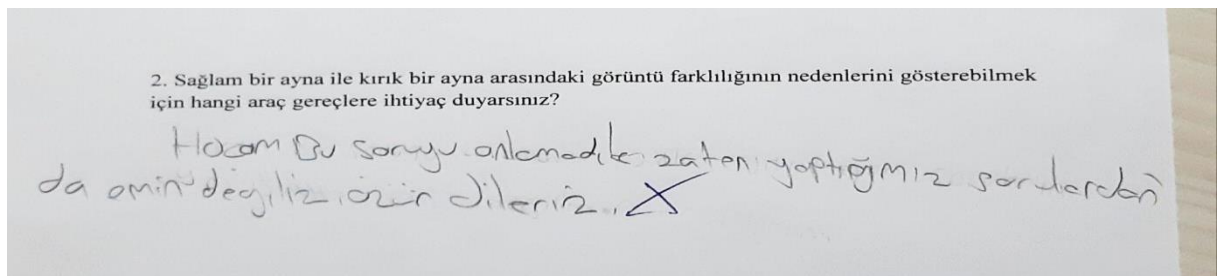 2. Sağlam bir ayna ile kırık bir ayna arasındaki görüntü farklılığının nedenlerini gösterebilmek
için hangi araç gereçlere ihtiyaç duyarsınız?
Hocam Bu soruyu anlamadık zaten yaptığımız sorulardan
da emin değiliz. özür dileriz. X